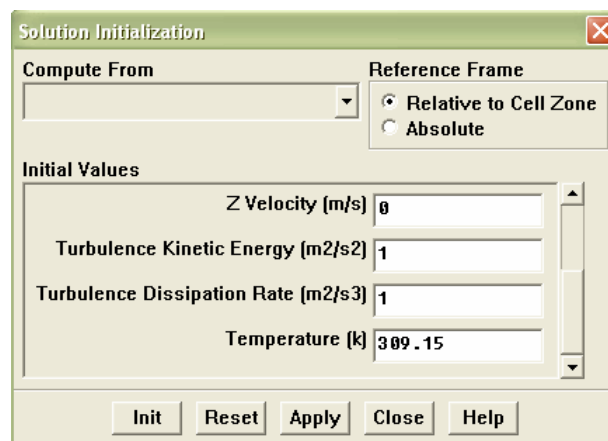 Solution Initialization
Compute From
Reference Frame
Relative to Cell Zone
Absolute
Initial Values
Z Velocity (m/s) 0
Turbulence Kinetic Energy (m2/s2) 1
Turbulence Dissipation Rate (m2/s3) 1
Temperature (k) 309.15
Init Reset Apply Close Help